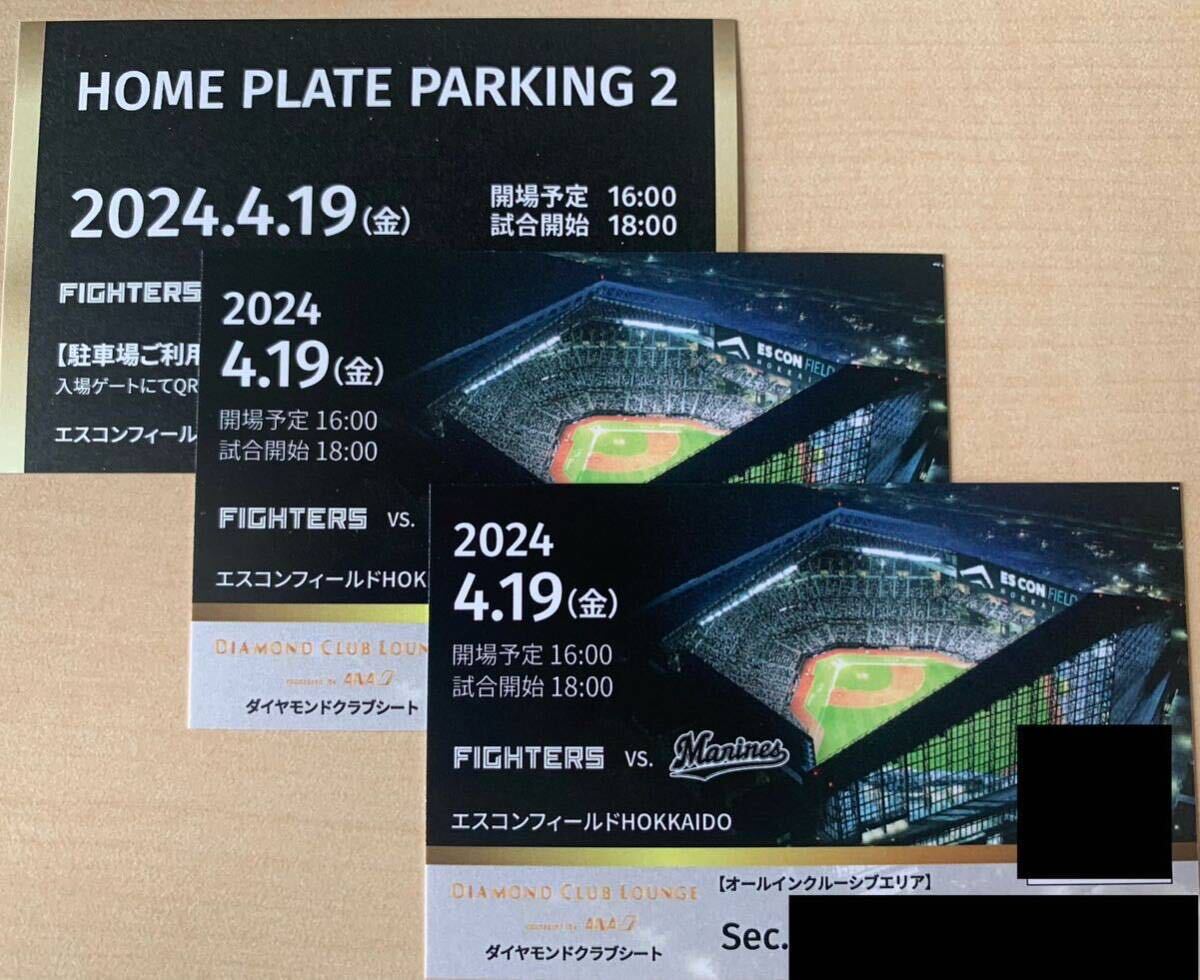 HOME PLATE PARKING 2
2024.4.19(金)
開場予定 16:00
試合開始 18:00
FIGHTERS
【駐車場ご利用
入場ゲートにてQR
エスコンフィール
2024
4.19(金)
開場予定 16:00
試合開始 18:00
FIGHTERS VS.
エスコンフィールドHOK
DIAMOND CLUB LOUN
ANA
ダイヤモンドクラブシート
ES CON FIELD
HOKKAI
2024
4.19(金)
開場予定 16:00
試合開始 18:00
FIGHTERS VS. Marines
エスコンフィールドHOKKAIDO
ES CON FIELD
HOKKAI
DIAMOND CLUB LOUNGE
ANA
ダイヤモンドクラブシート
【オールインクルーシブエリア】
Sec.